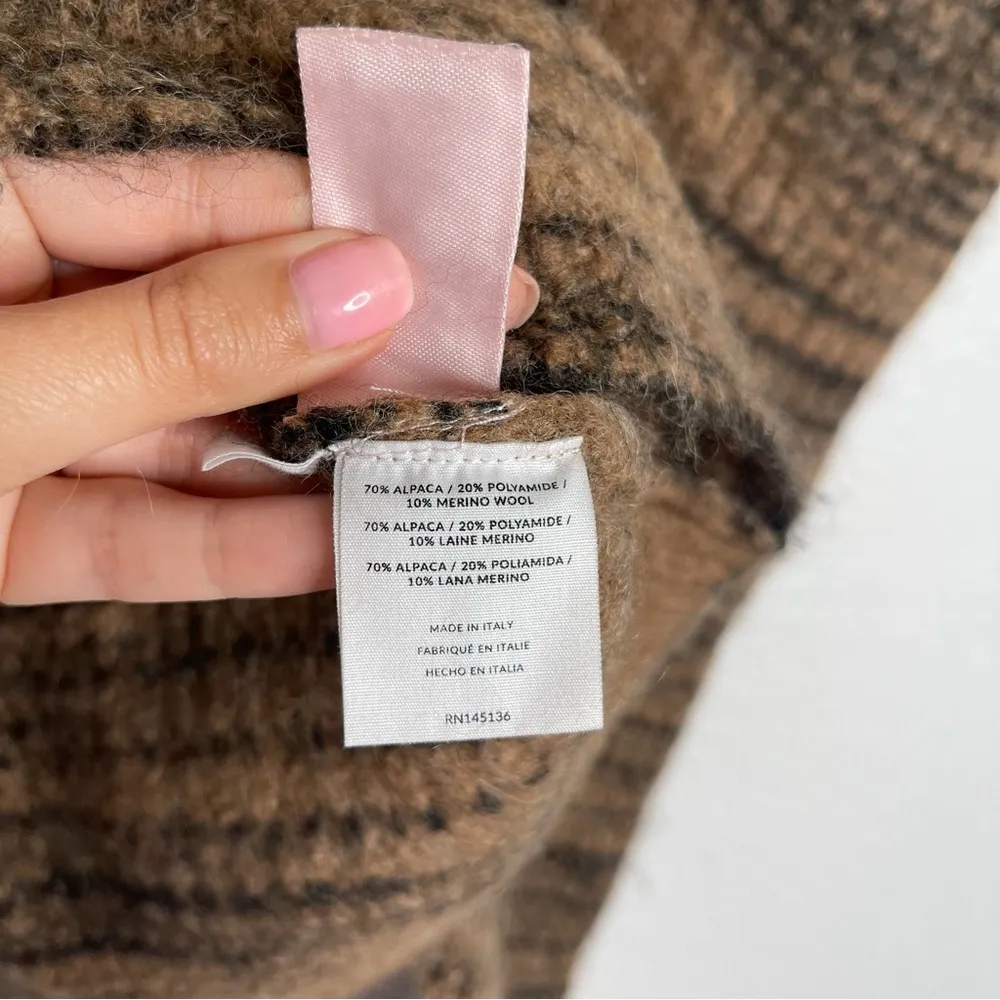 70% ALPACA / 20% POLYAMIDE /
10% MERINO WOOL
70% ALPACA / 20% POLYAMIDE /
10% LAINE MERINO
70% ALPACA / 20% POLIAMIDA /
10% LANA MERINO
MADE IN ITALY
FABRIQUÉ EN ITALIE
HECHO EN ITALIA
RN145136